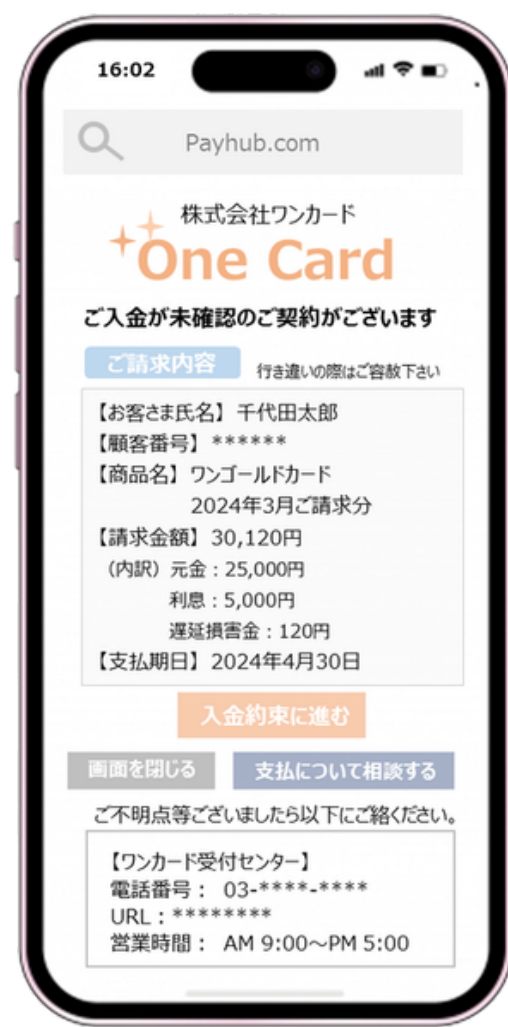 16:02
Payhub.com
株式会社ワンカード
One Card
ご入金が未確認のご契約がございます
ご請求内容 行き違いの際はご容赦下さい
【お客さま氏名】千代田太郎
【顧客番号】******
【商品名】ワンゴールドカード
2024年3月ご請求分
【請求金額】30,120円
(内訳)元金:25,000円
利息:5,000円
遅延損害金:120円
【支払期日】2024年4月30日
入金約束に進む
画面を閉じる 支払について相談する
ご不明点等ございましたら以下にご絡ください。
【ワンカード受付センター】
電話番号: 03-****-****
URL:********
営業時間: AM 9:00～PM 5:00